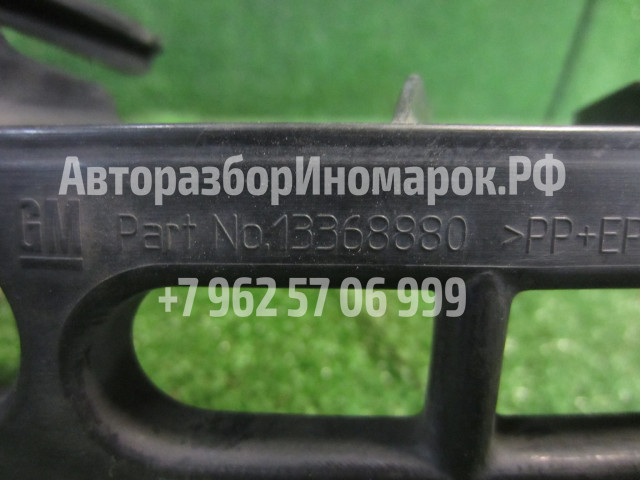 АвторазборИномарок.РФ
GM Part No.13368880 >PP+EP
+7 962 57 06 999